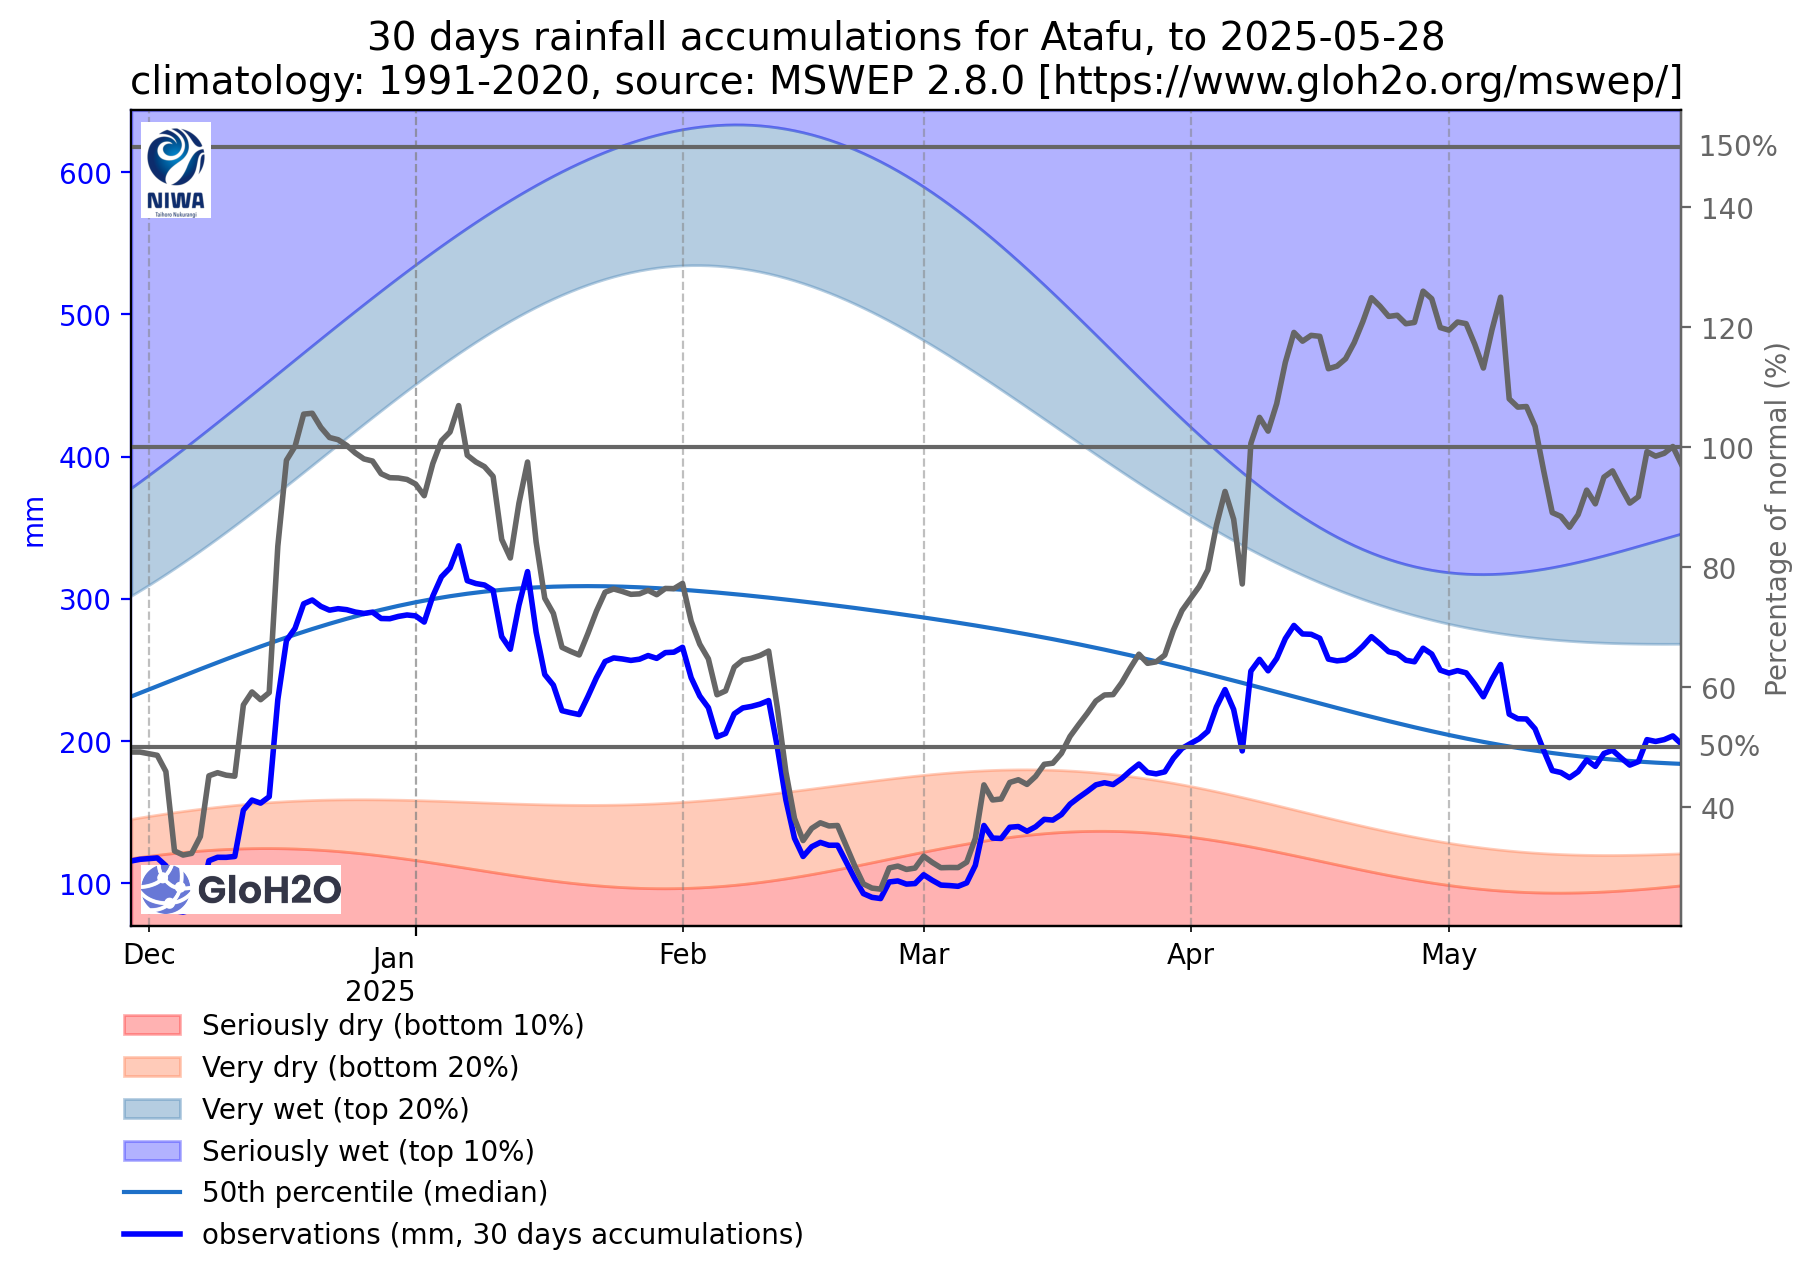 30 days rainfall accumulations for Atafu, to 2025-05-28
climatology: 1991-2020, source: MSWEP 2.8.0 [https://www.gloh2o.org/mswep/]
NIWA
Taihoro Nukurangi
600
500
400
300
200
100
mm
150%
140
120
100
80
60
50%
40
Percentage of normal (%)
GloH2O
Dec
Jan
2025
Feb
Mar
Apr
May
Seriously dry (bottom 10%)
Very dry (bottom 20%)
Very wet (top 20%)
Seriously wet (top 10%)
50th percentile (median)
observations (mm, 30 days accumulations)